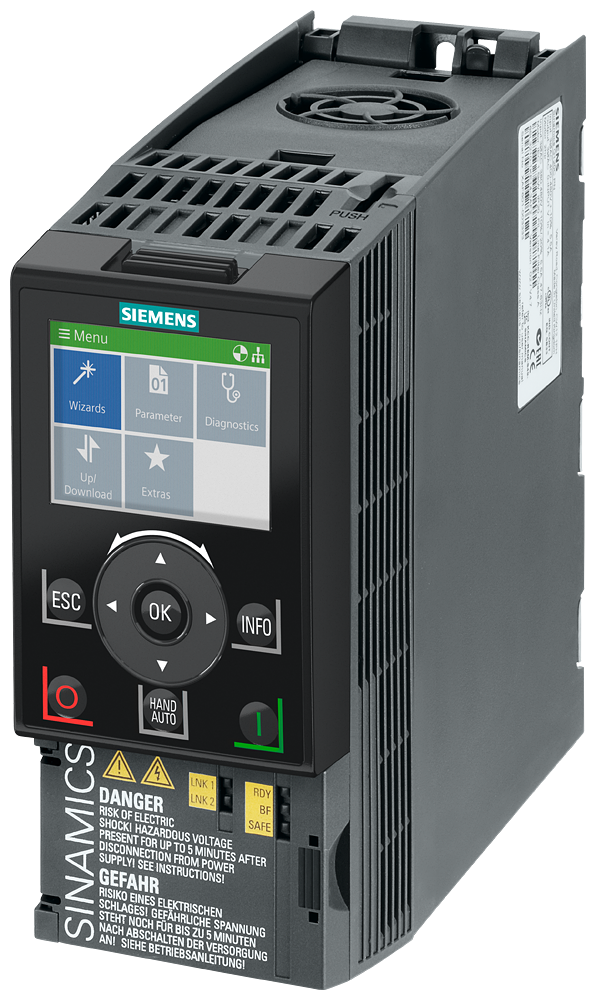 PUSH
SIEMENS
SIEMENS
Menu
Wizards
01
Parameter
Diagnostics
Up/
Download
Extras
ESC
OK
INFO
HAND
AUTO
SINAMICS
LNK 1
LNK 2
RDY
BF
SAFE
DANGER
RISK OF ELECTRIC
SHOCK! HAZARDOUS VOLTAGE
PRESENT FOR UP TO 5 MINUTES AFTER
DISCONNECTION FROM POWER
SUPPLY! SEE INSTRUCTIONS!
GEFAHR
RISIKO EINES ELEKTRISCHEN
SCHLAGES! GEFÄHRLICHE SPANNUNG
STEHT NOCH FÜR BIS ZU 5 MINUTEN
NACH ABSCHALTEN DER VERSORGUNG
AN! SIEHE BETRIEBSANLEITUNG!